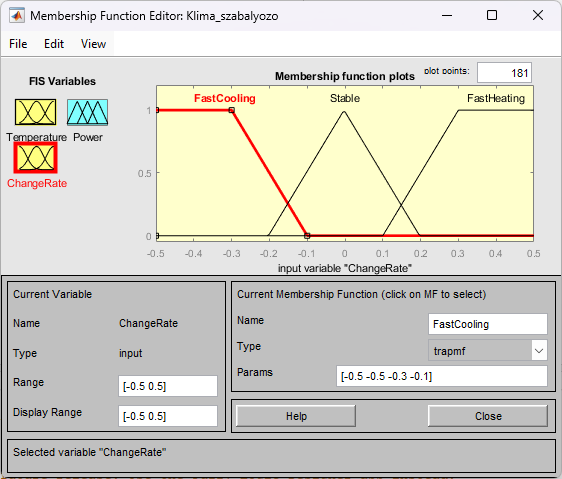 Membership Function Editor: Klima_szabalyozo
File Edit View
FIS Variables
Temperature Power
ChangeRate
Membership function plots plot points: 181
FastCooling Stable FastHeating
1
0.5
0
-0.5 -0.4 -0.3 -0.2 -0.1 0 0.1 0.2 0.3 0.4 0.5
input variable "ChangeRate"
Current Variable
Name ChangeRate
Type input
Range [-0.5 0.5]
Display Range [-0.5 0.5]
Current Membership Function (click on MF to select)
Name FastCooling
Type trapmf
Params [-0.5 -0.5 -0.3 -0.1]
Help Close
Selected variable "ChangeRate"